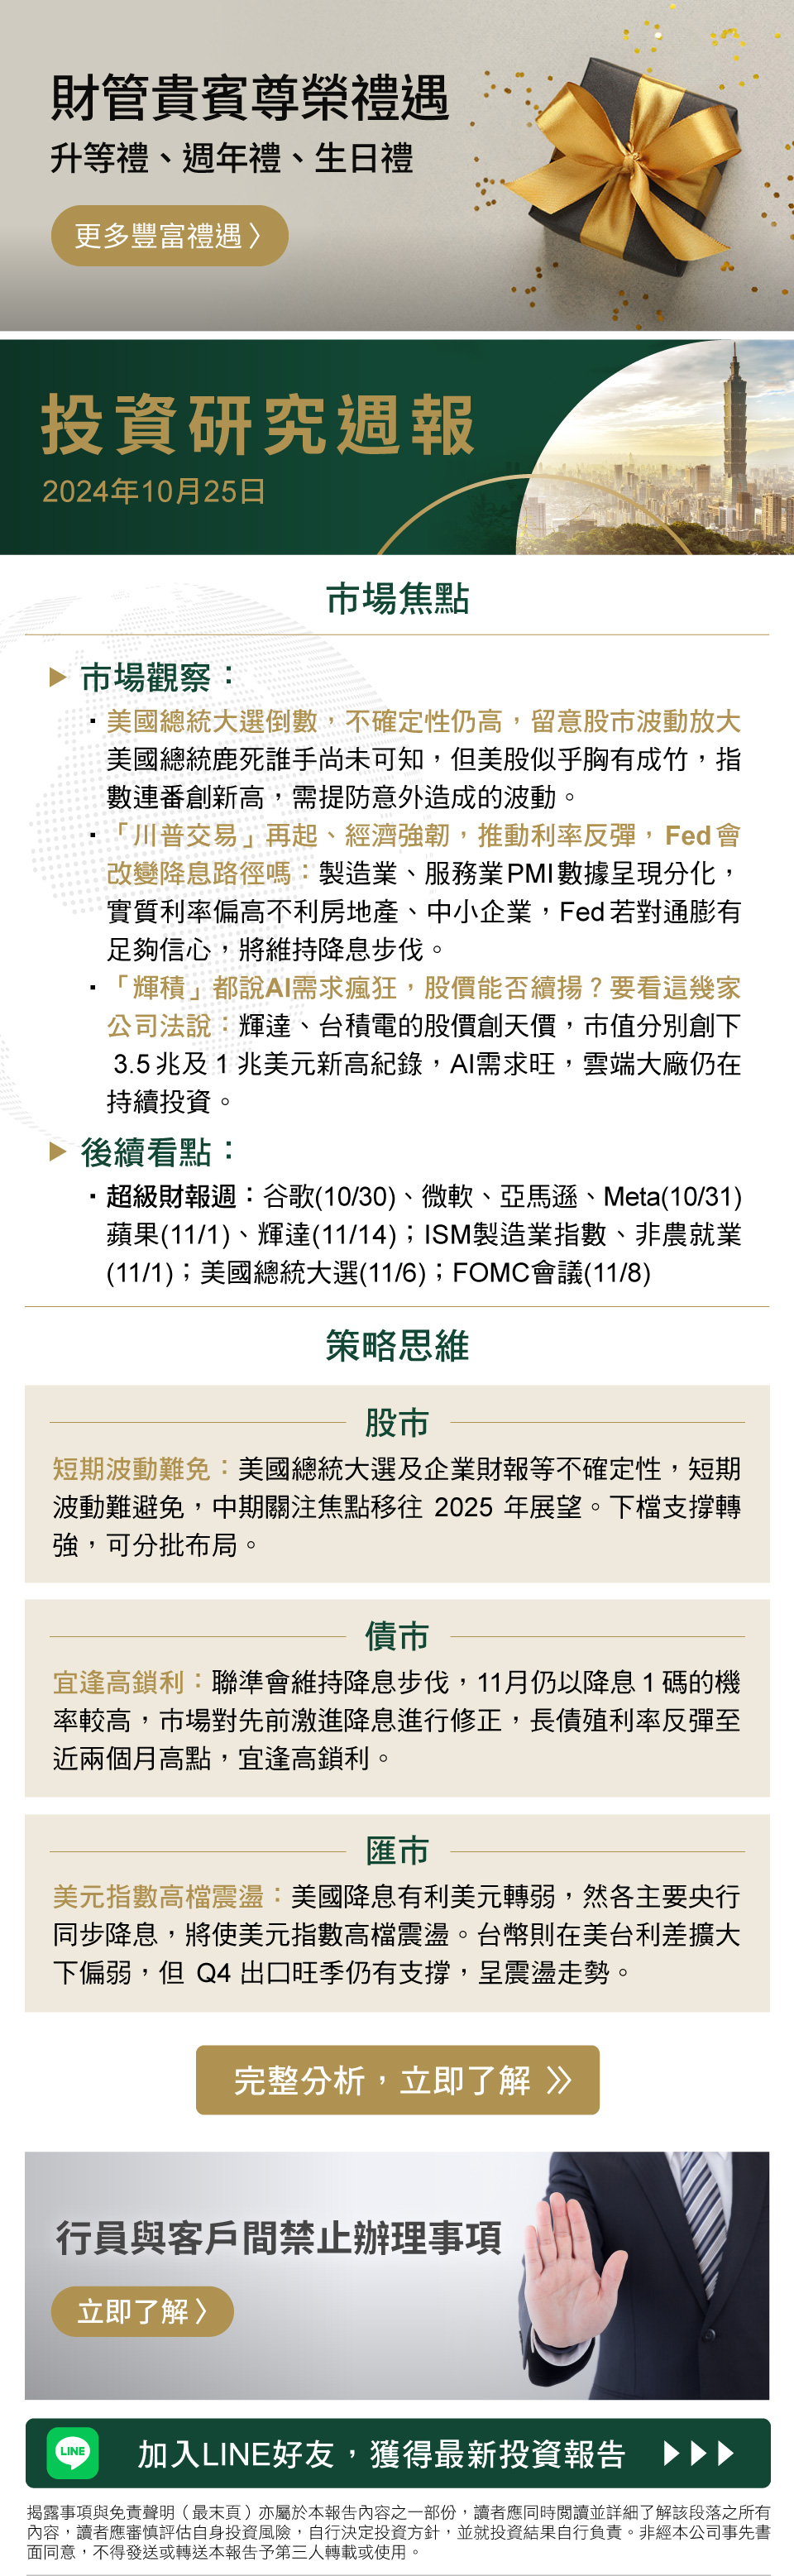 財管貴賓尊榮禮遇
升等禮、週年禮、生日禮
更多豐富禮遇〉
投資研究週報
2024年10月25日
市場焦點
市場觀察：
美國總統大選倒數，不確定性仍高，留意股市波動放大
美國總統鹿死誰手尚未可知，但美股似乎胸有成竹，指
數連番創新高，需提防意外造成的波動。
「川普交易」再起、經濟強韌，推動利率反彈，Fed會
改變降息路徑嗎：製造業、服務業PMI數據呈現分化，
實質利率偏高不利房地產、中小企業，Fed若對通膨有
足夠信心，將維持降息步伐。
「輝積」都說AI需求瘋狂，股價能否續揚？要看這幾家
公司法說：輝達、台積電的股價創天價，市值分別創下
3.5兆及1兆美元新高紀錄，AI需求旺，雲端大廠仍在
持續投資。
後續看點：
超級財報週：谷歌(10/30)、微軟、亞馬遜、Meta(10/31)
蘋果(11/1)、輝達(11/14)；ISM製造業指數、非農就業
(11/1)；美國總統大選(11/6)；FOMC會議(11/8)
策略思維
股市
短期波動難免：美國總統大選及企業財報等不確定性，短期
波動難避免，中期關注焦點移往 2025 年展望。下檔支撐轉
強，可分批布局。
債市
宜逢高鎖利：聯準會維持降息步伐，11月仍以降息1碼的機
率較高，市場對先前激進降息進行修正，長債殖利率反彈至
近兩個月高點，宜逢高鎖利。
匯市
美元指數高檔震盪：美國降息有利美元轉弱，然各主要央行
同步降息，將使美元指數高檔震盪。台幣則在美台利差擴大
下偏弱，但 Q4 出口旺季仍有支撐，呈震盪走勢。
完整分析，立即了解 》
行員與客戶間禁止辦理事項
立即了解〉
LINE 加入LINE好友，獲得最新投資報告
揭露事項與免責聲明（最末頁）亦屬於本報告內容之一部份，讀者應同時閱讀並詳細了解該段落之所有
內容，讀者應審慎評估自身投資風險，自行決定投資方針，並就投資結果自行負責。非經本公司事先書
面同意，不得發送或轉送本報告予第三人轉載或使用。